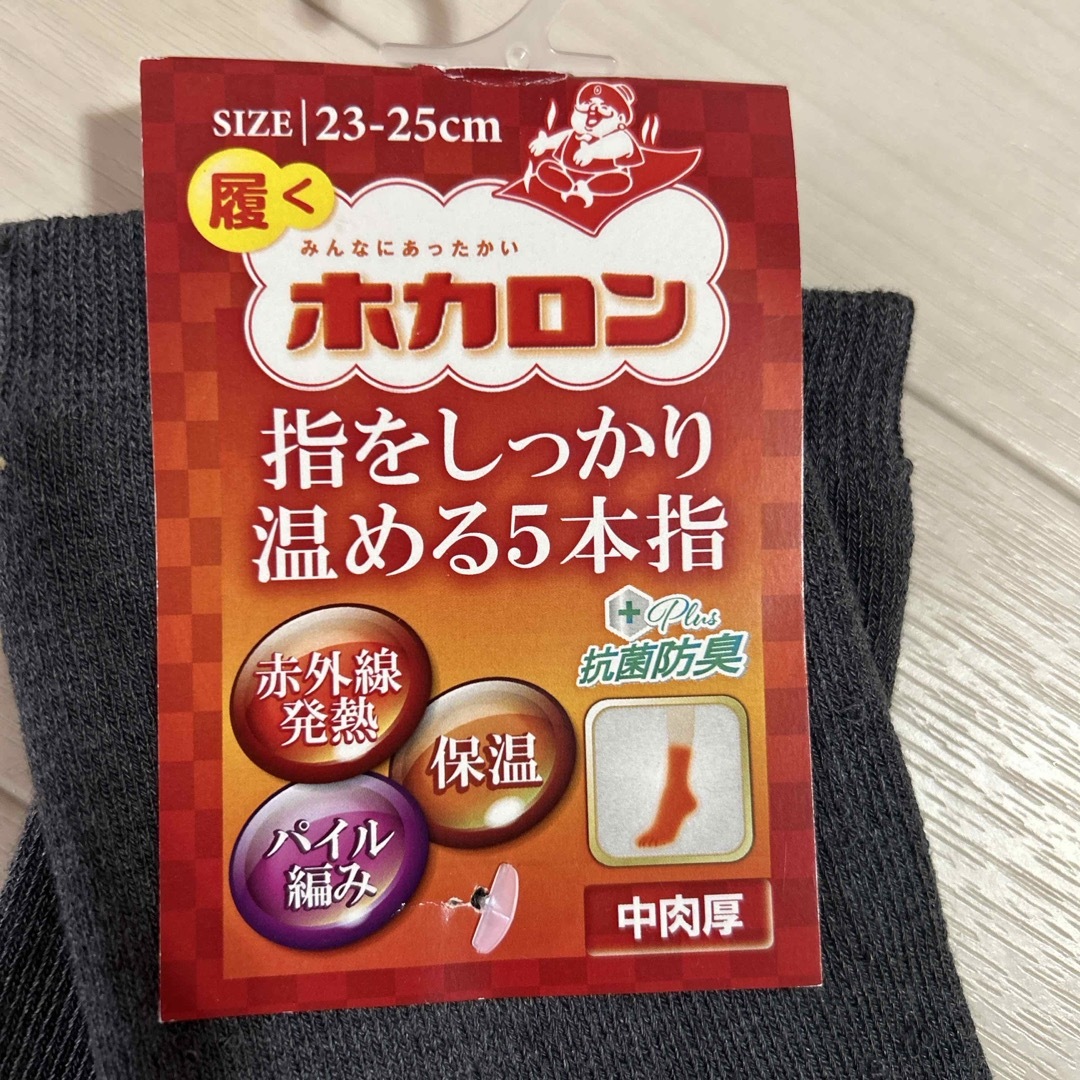 SIZE 23-25cm
履く
みんなにあったかい
ホカロン
指をしっかり
温める5本指
Plus
抗菌防臭
赤外線
発熱
保温
パイル
編み
中肉厚